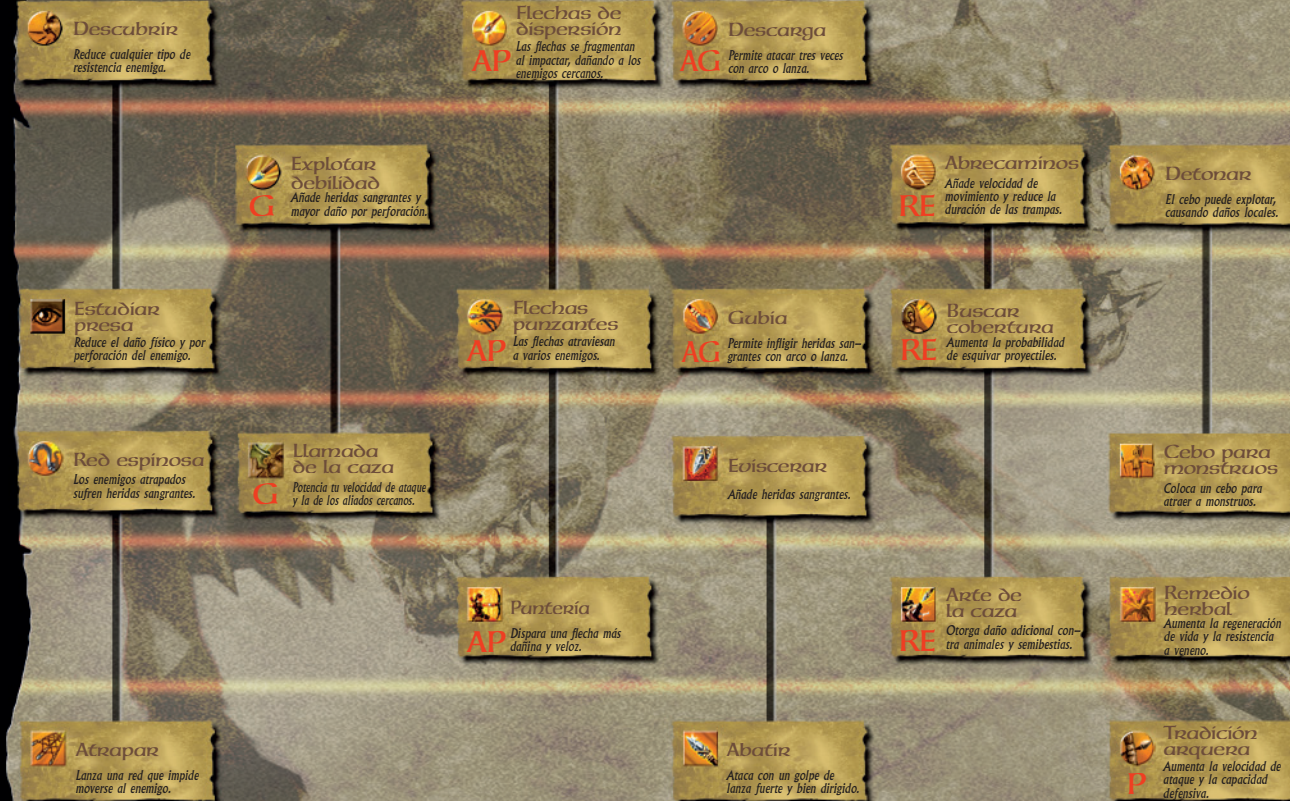 Descubrir
Reduce cualquier tipo de
resistencia enemiga.
Flechas de
dispersión
AP
Las flechas se fragmentan
al impactar, dañando a los
enemigos cercanos.
Descarga
AG
Permite atacar tres veces
con arco o lanza.
Explotar
debilidad
G
Añade heridas sangrantes y
mayor daño por perforación.
Abrecaminos
RE
Añade velocidad de
movimiento y reduce la
duración de las trampas.
Detonar
El cebo puede explotar,
causando daños locales.
Estudiar
presa
Reduce el daño físico y por
perforación del enemigo.
Flechas
punzantes
AP
Las flechas atraviesan
a varios enemigos.
Gubia
AG
Permite infligir heridas san-
grantes con arco o lanza.
Buscar
cobertura
RE
Aumenta la probabilidad
de esquivar proyectiles.
Red espinosa
Los enemigos atrapados
sufren heridas sangrantes.
Llamada
de la caza
G
Potencia tu velocidad de ataque
y la de los aliados cercanos.
Eviscerar
Añade heridas sangrantes.
Cebo para
monstruos
Coloca un cebo para
atraer a monstruos.
Puntería
AP
Dispara una flecha más
dañina y veloz.
Arte de
la caza
RE
Otorga daño adicional con-
tra animales y semibestias.
Remedio
herbal
Aumenta la regeneración
de vida y la resistencia
a veneno.
Atrapar
Lanza una red que impide
moverse al enemigo.
Abatir
Ataca con un golpe de
lanza fuerte y bien dirigido.
Tradición
arquera
P
Aumenta la velocidad de
ataque y la capacidad
defensiva.